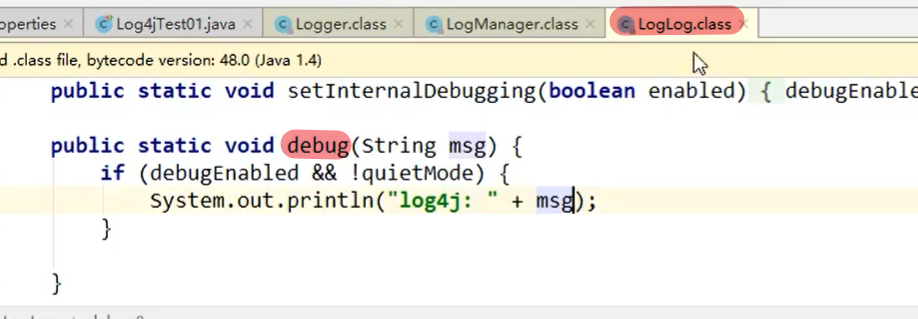 operties Log4jTest01.java Logger.class LogManager.class LogLog.class
d .class file, bytecode version: 48.0 (Java 1.4)
public static void setInternalDebugging(boolean enabled) { debugEnable
public static void debug(String msg) {
if (debugEnabled && !quietMode) {
System.out.println("log4j: " + msg);
}
}